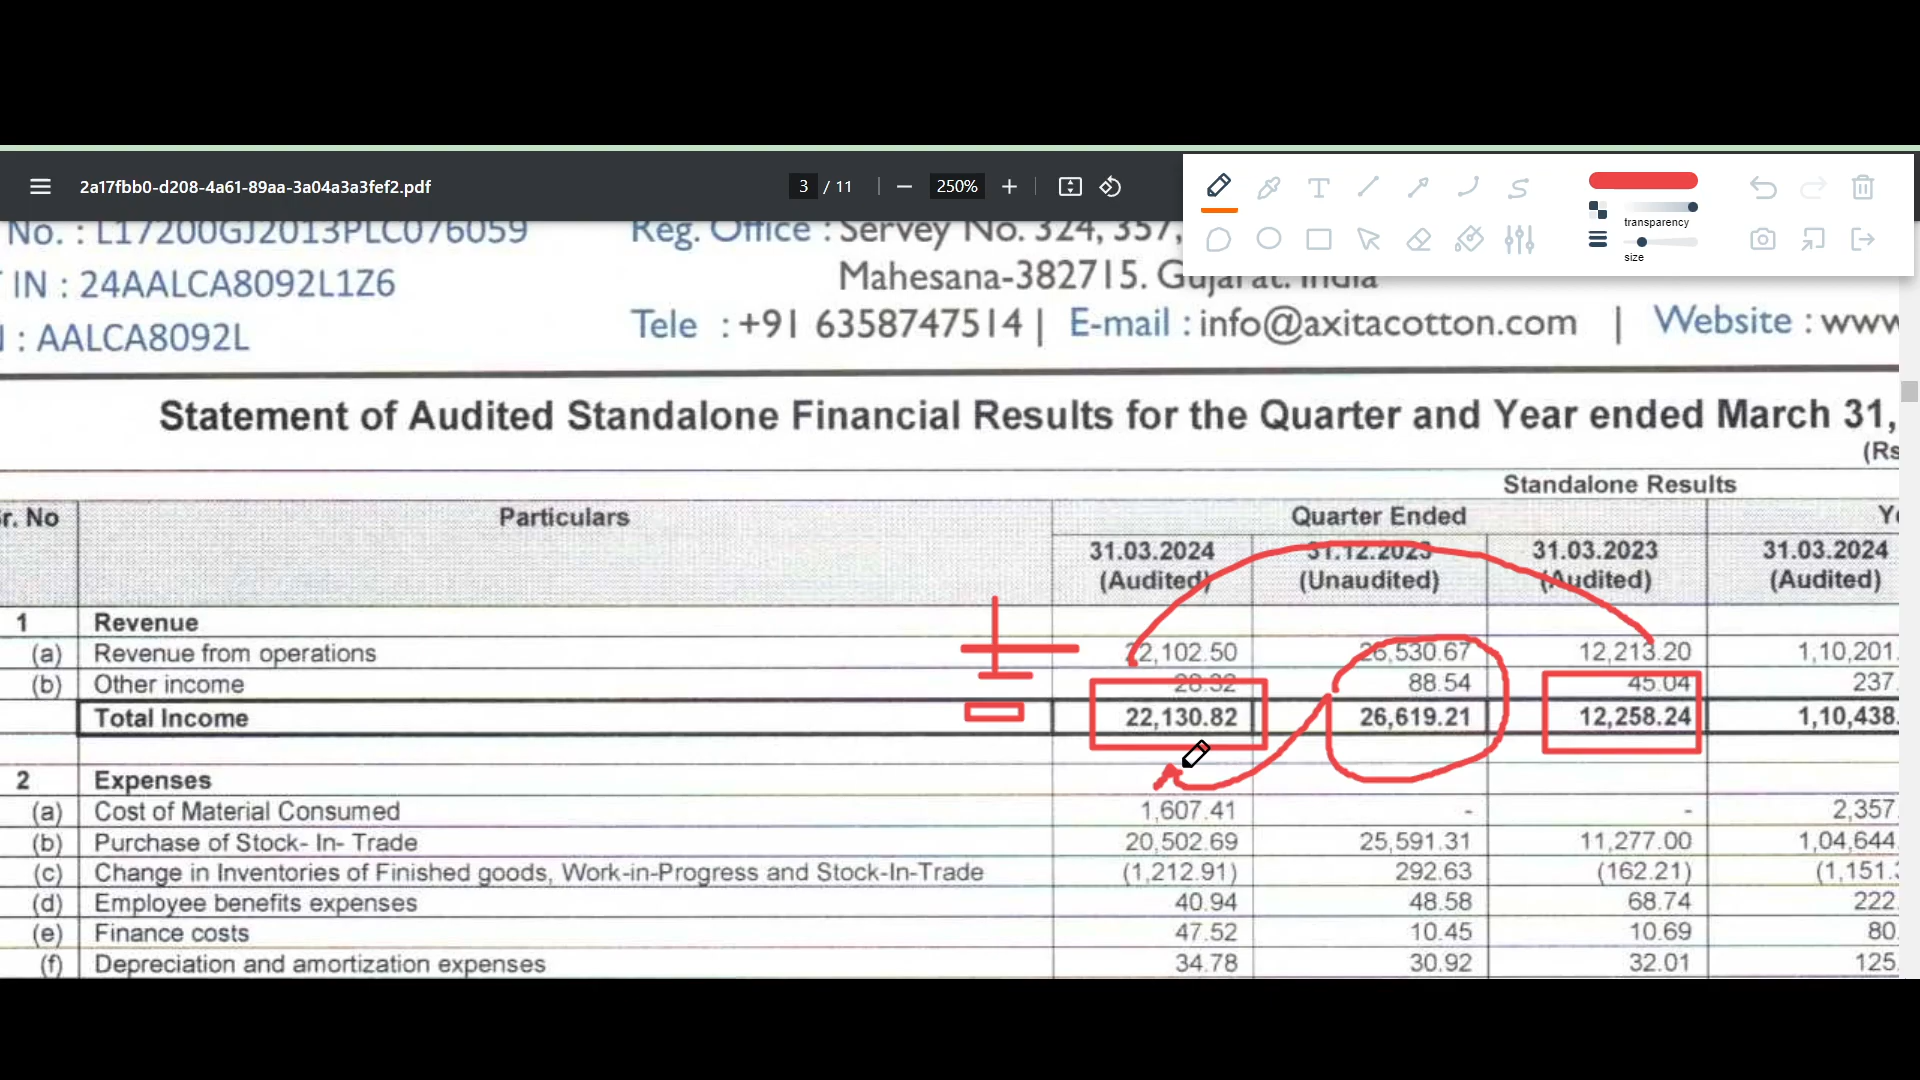 2a17fbb0-d208-4a61-89aa-3a04a3a3fef2.pdf
3 / 11
250%
transparency
size
No. : L17200GJ2013PLC076059
Reg. Office : Servey No. 324, 357,
IN : 24AALCA8092L1Z6
Mahesana-382715. Gujarat. India
: AALCA8092L
Tele : +91 6358747514 | E-mail : info@axitacotton.com | Website : www
Statement of Audited Standalone Financial Results for the Quarter and Year ended March 31,
(Rs
Standalone Results
r. No Particulars Quarter Ended Y
31.03.2024 31.12.2023 31.03.2023 31.03.2024
(Audited) (Unaudited) (Audited) (Audited)
1 Revenue
(a) Revenue from operations 22,102.50 26,530.67 12,213.20 1,10,201.
(b) Other income 28.32 88.54 45.04 237.
Total Income 22,130.82 26,619.21 12,258.24 1,10,438.
2 Expenses
(a) Cost of Material Consumed 1,607.41 - - 2,357.
(b) Purchase of Stock- In- Trade 20,502.69 25,591.31 11,277.00 1,04,644.
(c) Change in Inventories of Finished goods, Work-in-Progress and Stock-In-Trade (1,212.91) 292.63 (162.21) (1,151.
(d) Employee benefits expenses 40.94 48.58 68.74 222.
(e) Finance costs 47.52 10.45 10.69 80.
(f) Depreciation and amortization expenses 34.78 30.92 32.01 125.